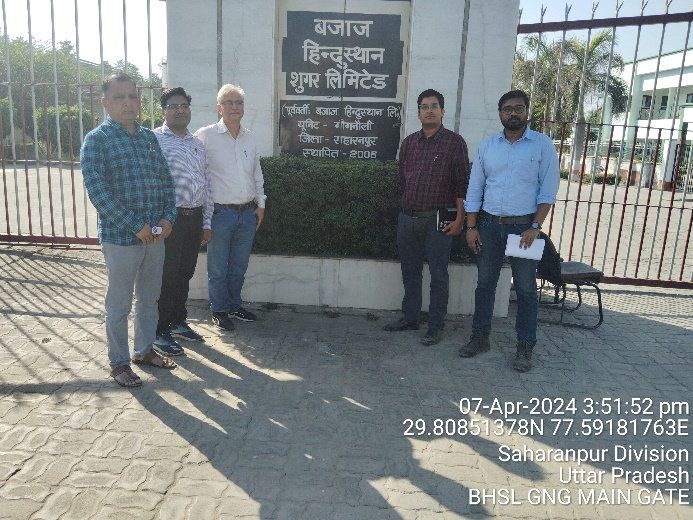 बजाज
हिन्दुस्थान
शुगर लिमिटेड
(पूर्ववर्ती बजाज हिन्दुस्थान लि.)
यूनिट - गांगनौली
जिला - सहारनपुर
स्थापित - 2006
07-Apr-2024 3:51:52 pm
29.80851378N 77.59181763E
Saharanpur Division
Uttar Pradesh
BHSL GNG MAIN GATE